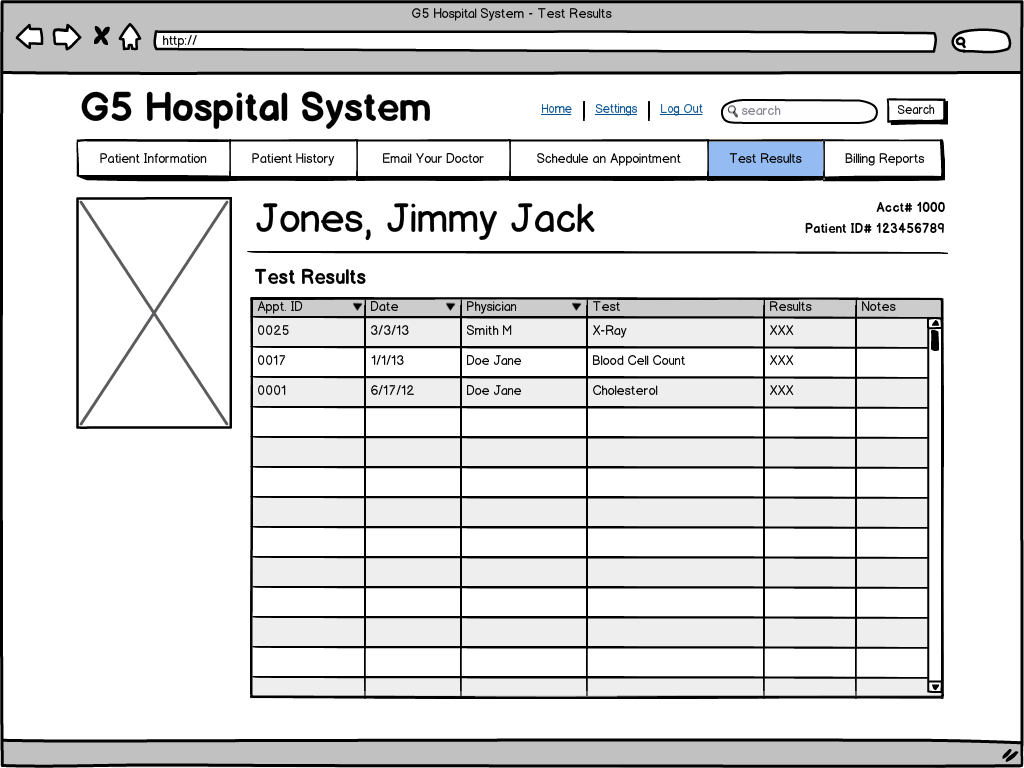 G5 Hospital System - Test Results
http://
G5 Hospital System
Home Settings Log Out search Search
Patient Information Patient History Email Your Doctor Schedule an Appointment Test Results Billing Reports
Jones, Jimmy Jack
Acct# 1000
Patient ID# 123456789
Test Results
Appt. ID Date Physician Test Results Notes
0025 3/3/13 Smith M X-Ray XXX
0017 1/1/13 Doe Jane Blood Cell Count XXX
0001 6/17/12 Doe Jane Cholesterol XXX